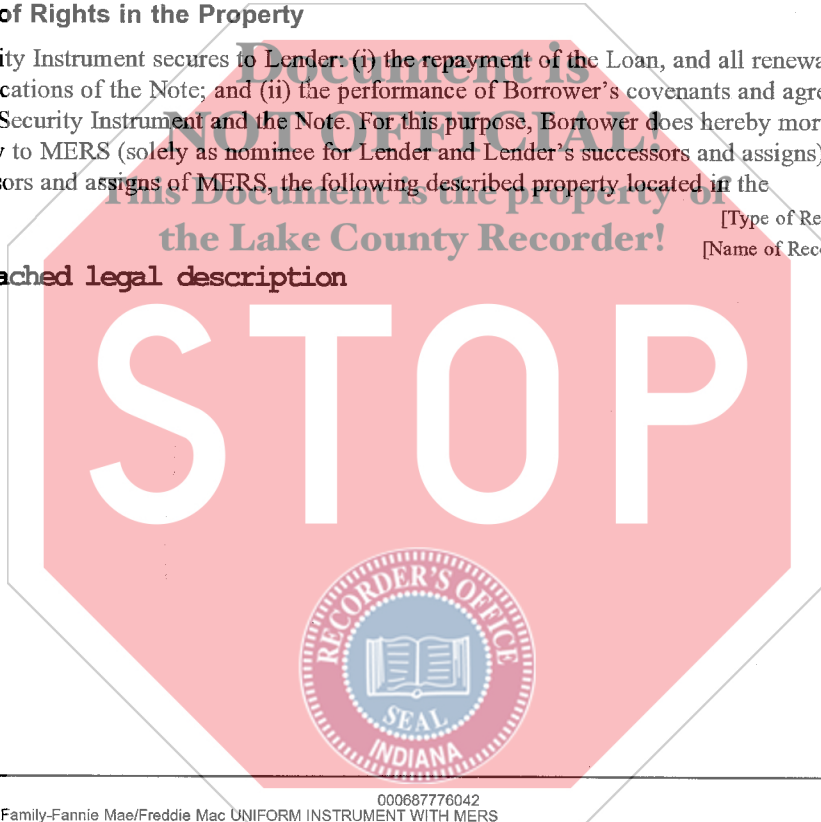 of Rights in the Property
ity Instrument secures to Lender: (i) the repayment of the Loan, and all renewa
cations of the Note; and (ii) the performance of Borrower's covenants and agre
Security Instrument and the Note. For this purpose, Borrower does hereby mor
y to MERS (solely as nominee for Lender and Lender's successors and assigns)
sors and assigns of MERS, the following described property located in the
[Type of Re
[Name of Reco
ached legal description
Document is
NOT OFFICIAL!
This Document is the property of
the Lake County Recorder!
STOP
RECORDER'S OFFICE
SEAL
INDIANA
000687776042
Family-Fannie Mae/Freddie Mac UNIFORM INSTRUMENT WITH MERS